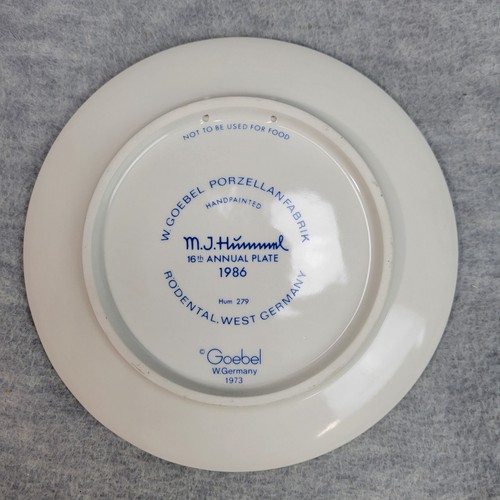 NOT TO BE USED FOR FOOD
W. GOEBEL PORZELLANFABRIK
HANDPAINTED
M.J.Hümmel
16th ANNUAL PLATE
1986
Hum 279
RODENTAL, WEST GERMANY
© Goebel
W.Germany
1973